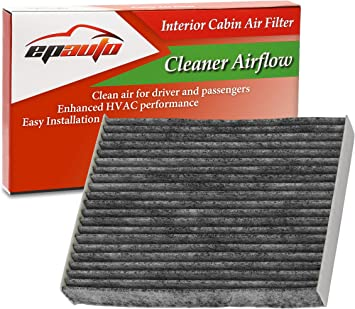 Interior Cabin Air Filter
epauto
Cleaner Airflow
Clean air for driver and passengers
Enhanced HVAC performance
Easy Installation